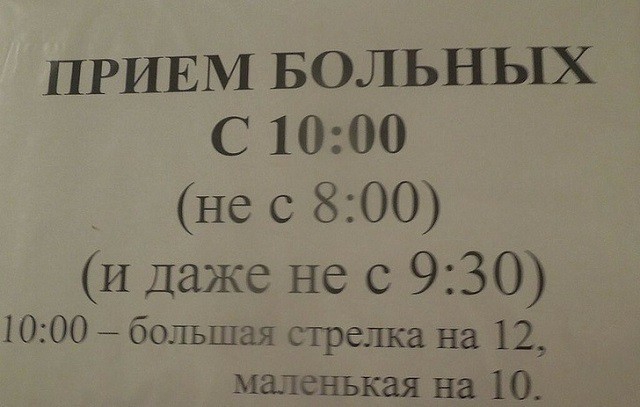 ПРИЕМ БОЛЬНЫХ
С 10:00
(не с 8:00)
(и даже не с 9:30)
10:00 – большая стрелка на 12,
маленькая на 10.